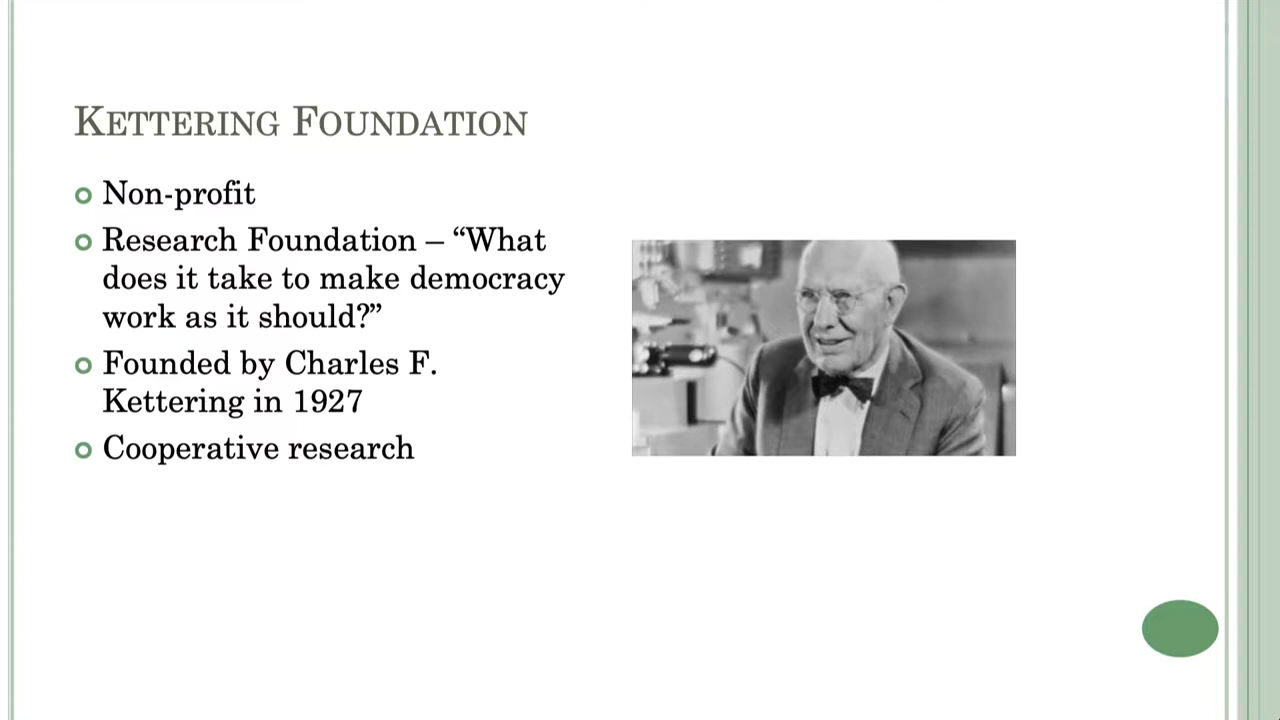 KETTERING FOUNDATION
Non-profit
Research Foundation – “What
does it take to make democracy
work as it should?”
Founded by Charles F.
Kettering in 1927
Cooperative research